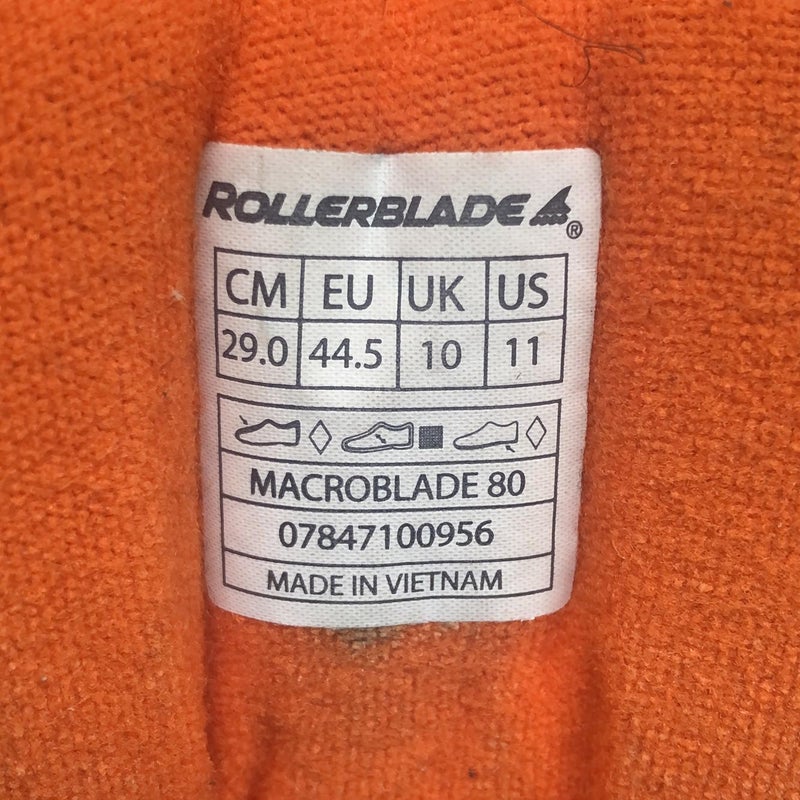 ROLLERBLADE ®
CM EU UK US
29.0 44.5 10 11
MACROBLADE 80
07847100956
MADE IN VIETNAM